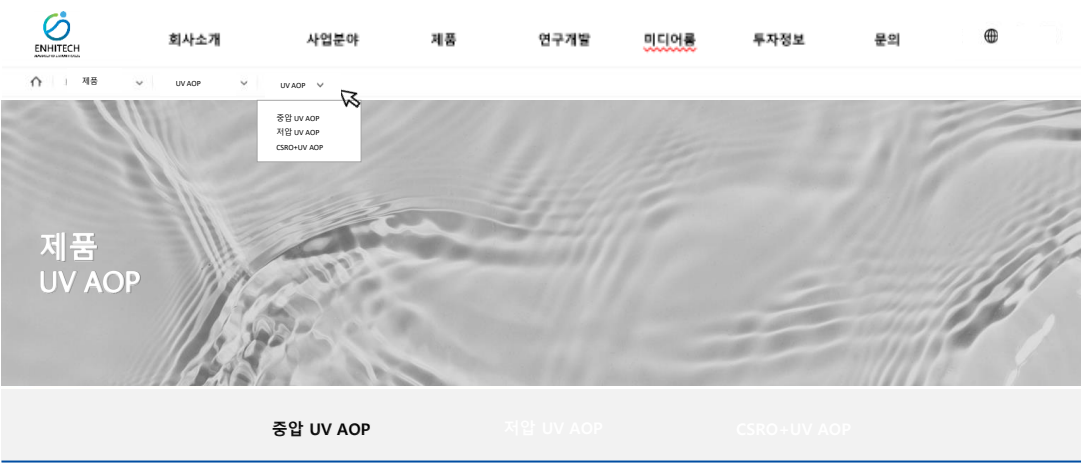 ENHITECH
회사소개 사업분야 제품 연구개발 미디어룸 투자정보 문의
제품 UV AOP UV AOP
중압 UV AOP
저압 UV AOP
CSRO+UV AOP
제품
UV AOP
중압 UV AOP 저압 UV AOP CSRO+UV AOP